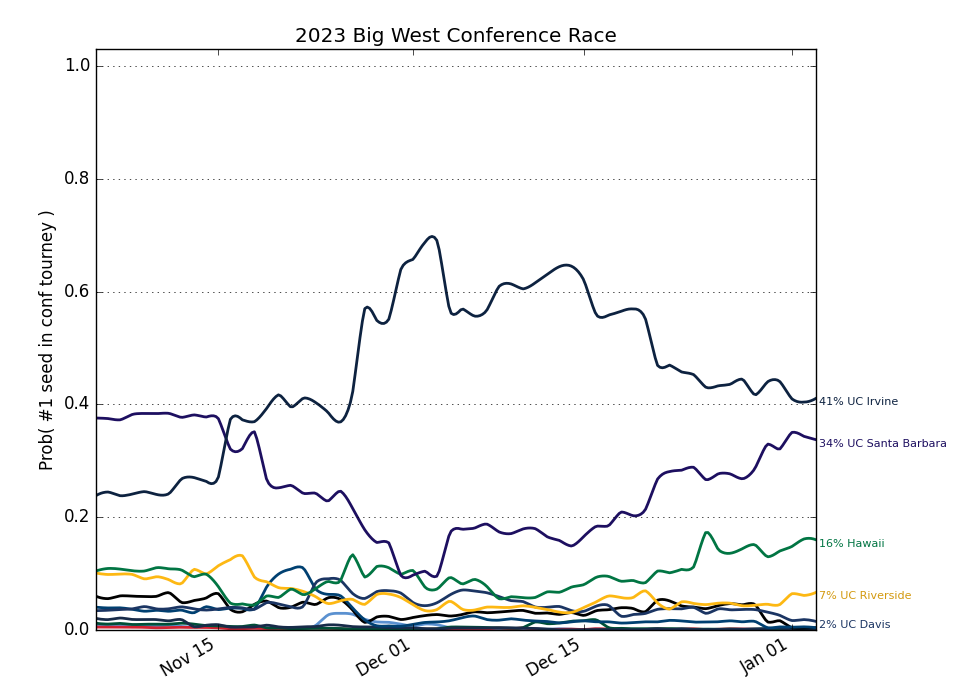 2023 Big West Conference Race
Prob( #1 seed in conf tourney )
1.0
0.8
0.6
0.4
0.2
0.0
41% UC Irvine
34% UC Santa Barbara
16% Hawaii
7% UC Riverside
2% UC Davis
Nov 15
Dec 01
Dec 15
Jan 01